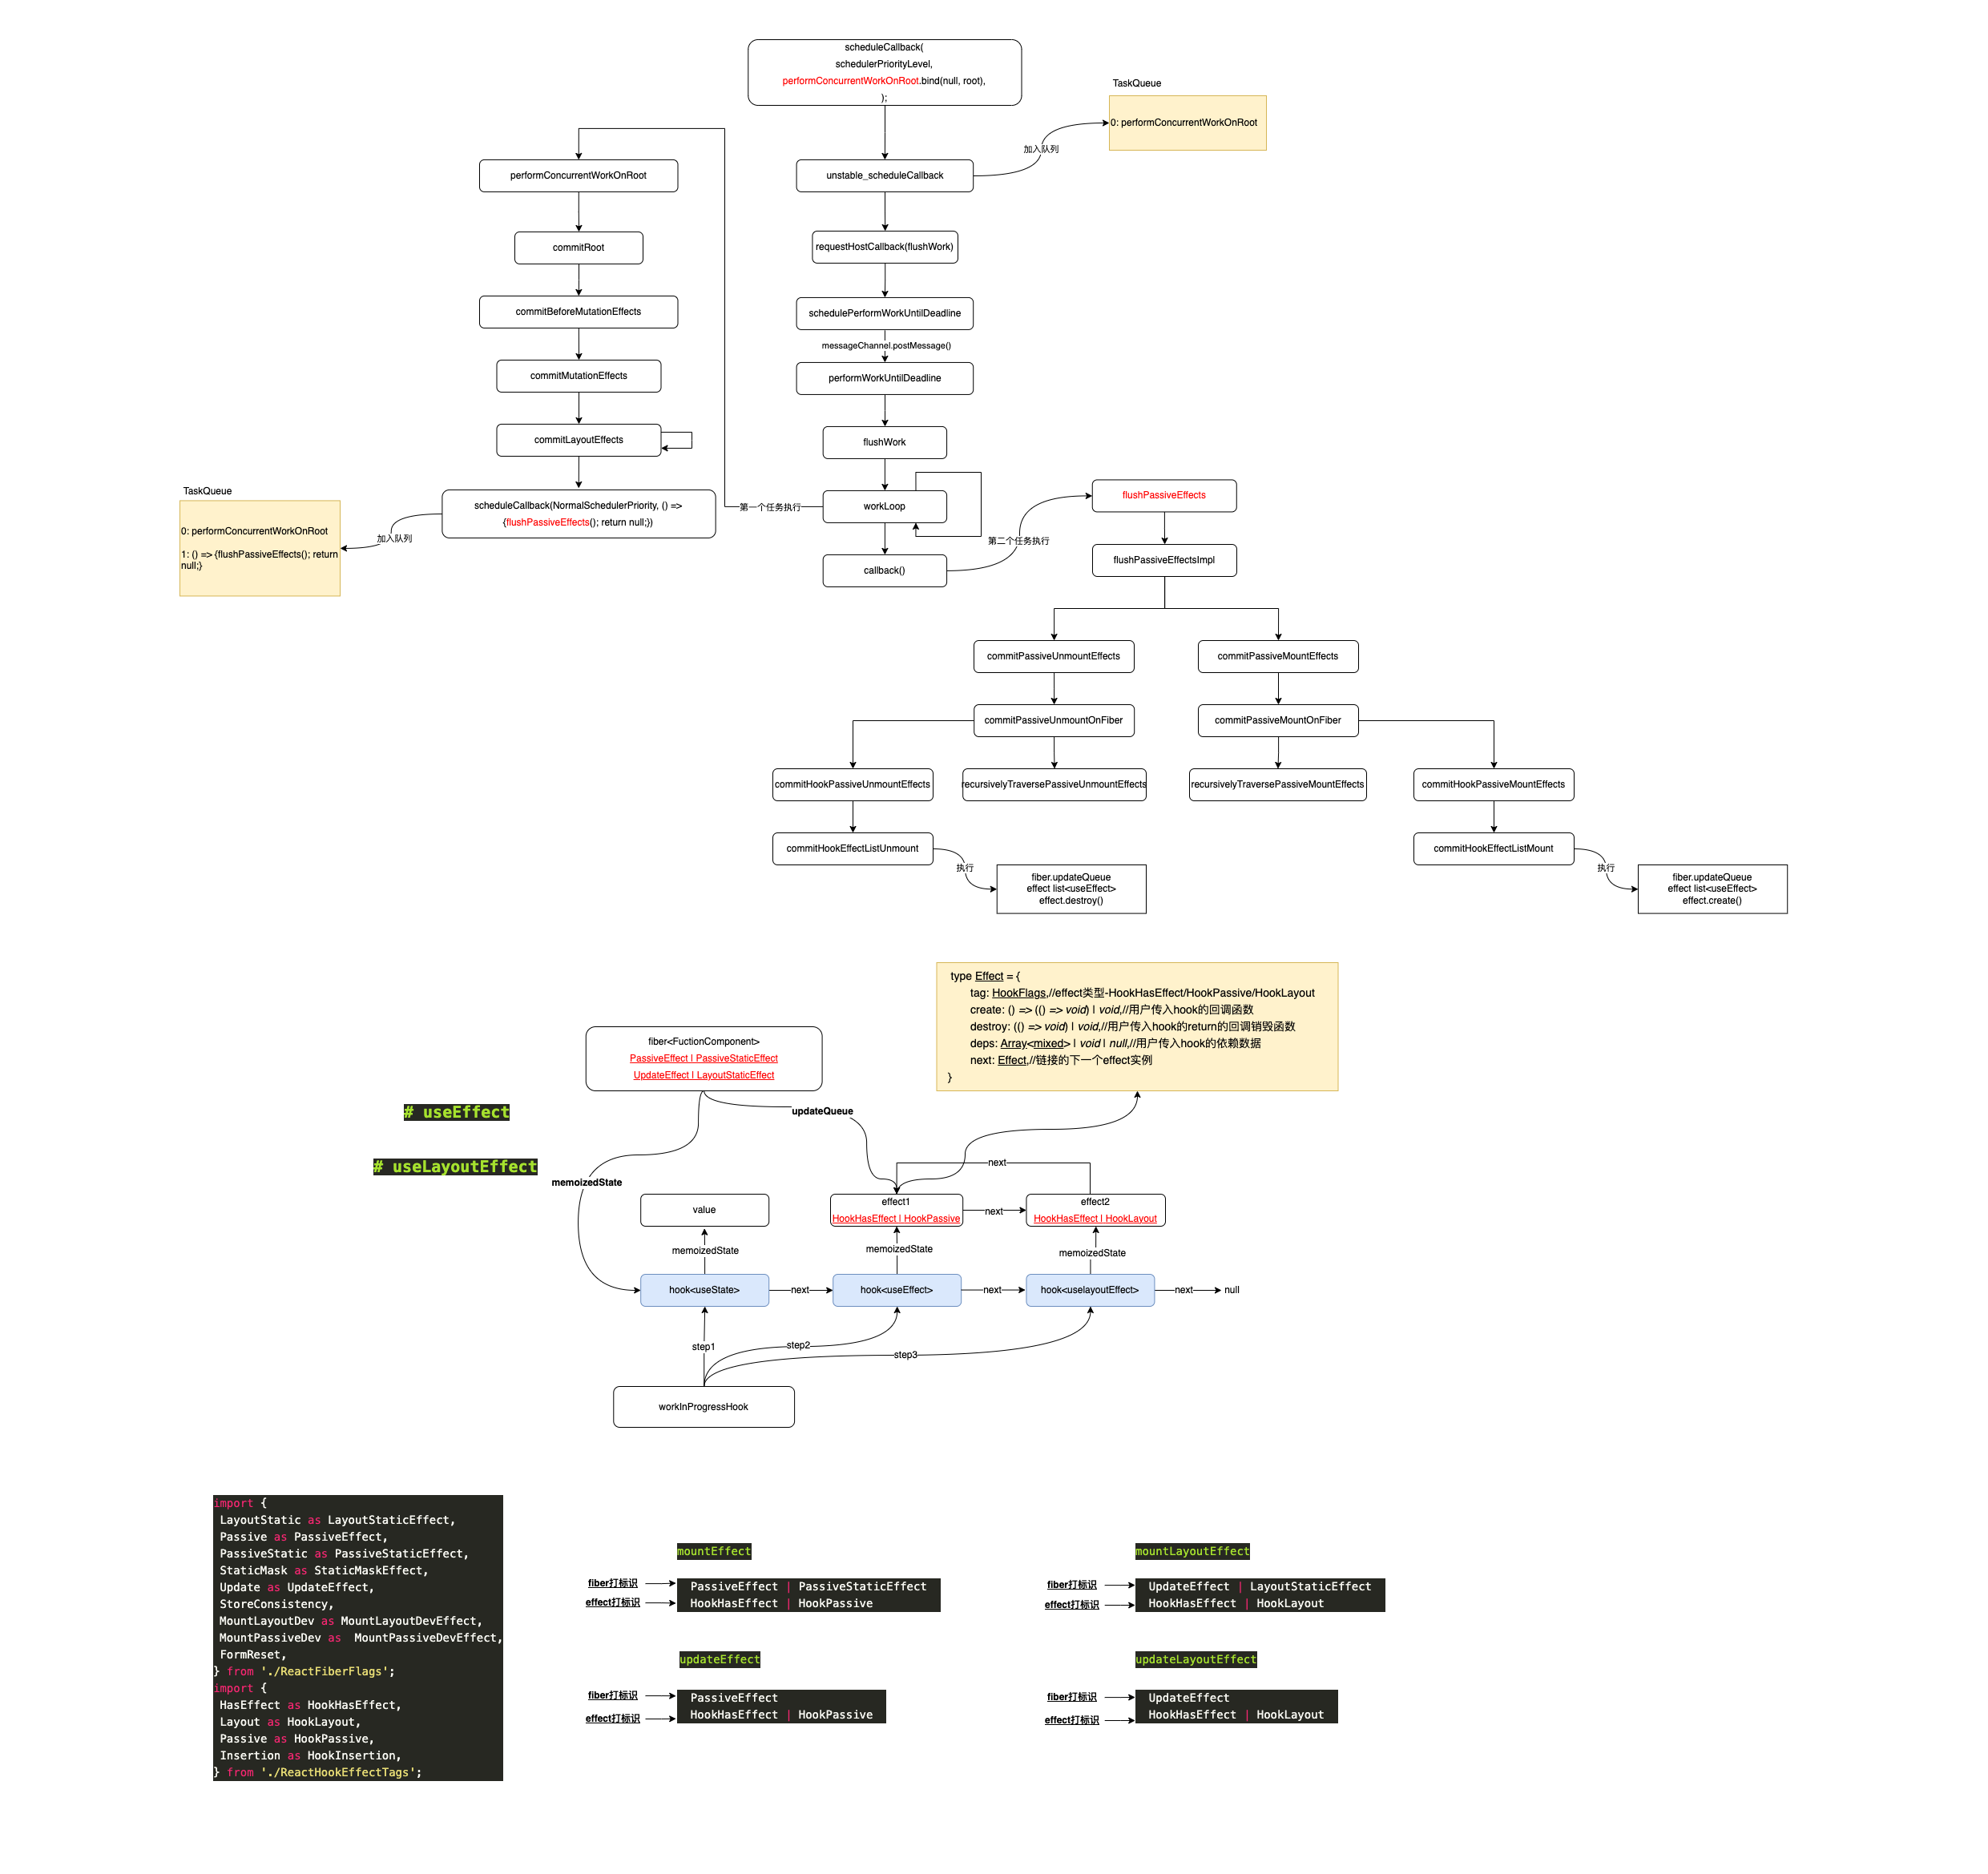 scheduleCallback(
schedulerPriorityLevel,
performConcurrentWorkOnRoot.bind(null, root),
);
TaskQueue
0: performConcurrentWorkOnRoot
加入队列
performConcurrentWorkOnRoot
unstable_scheduleCallback
commitRoot
requestHostCallback(flushWork)
commitBeforeMutationEffects
schedulePerformWorkUntilDeadline
messageChannel.postMessage()
commitMutationEffects
performWorkUntilDeadline
commitLayoutEffects
flushWork
TaskQueue
0: performConcurrentWorkOnRoot
1: () => {flushPassiveEffects(); return
null;}
加入队列
scheduleCallback(NormalSchedulerPriority, () =>
{flushPassiveEffects(); return null;})
第一个任务执行
workLoop
callback()
第二个任务执行
flushPassiveEffects
flushPassiveEffectsImpl
commitPassiveUnmountEffects
commitPassiveMountEffects
commitPassiveUnmountOnFiber
commitPassiveMountOnFiber
commitHookPassiveUnmountEffects
recursivelyTraversePassiveUnmountEffects
recursivelyTraversePassiveMountEffects
commitHookPassiveMountEffects
commitHookEffectListUnmount
commitHookEffectListMount
执行
fiber.updateQueue
effect list<useEffect>
effect.destroy()
执行
fiber.updateQueue
effect list<useEffect>
effect.create()
type Effect = {
tag: HookFlags,//effect类型-HookHasEffect/HookPassive/HookLayout
create: () => (() => void) | void,//用户传入hook的回调函数
destroy: (() => void) | void,//用户传入hook的return的回调销毁函数
deps: Array<mixed> | void | null,//用户传入hook的依赖数据
next: Effect,//链接的下一个effect实例
}
fiber<FuctionComponent>
PassiveEffect | PassiveStaticEffect
UpdateEffect | LayoutStaticEffect
# useEffect
updateQueue
# useLayoutEffect
memoizedState
next
value
effect1
HookHasEffect | HookPassive
next
effect2
HookHasEffect | HookLayout
memoizedState
memoizedState
memoizedState
hook<useState>
next
hook<useEffect>
next
hook<uselayoutEffect>
next
null
step1
step2
step3
workInProgressHook
import {
LayoutStatic as LayoutStaticEffect,
Passive as PassiveEffect,
PassiveStatic as PassiveStaticEffect,
StaticMask as StaticMaskEffect,
Update as UpdateEffect,
StoreConsistency,
MountLayoutDev as MountLayoutDevEffect,
MountPassiveDev as  MountPassiveDevEffect,
FormReset,
} from './ReactFiberFlags';
import {
HasEffect as HookHasEffect,
Layout as HookLayout,
Passive as HookPassive,
Insertion as HookInsertion,
} from './ReactHookEffectTags';
mountEffect
fiber打标识
PassiveEffect | PassiveStaticEffect
effect打标识
HookHasEffect | HookPassive
mountLayoutEffect
fiber打标识
UpdateEffect | LayoutStaticEffect
effect打标识
HookHasEffect | HookLayout
updateEffect
fiber打标识
PassiveEffect
effect打标识
HookHasEffect | HookPassive
updateLayoutEffect
fiber打标识
UpdateEffect
effect打标识
HookHasEffect | HookLayout